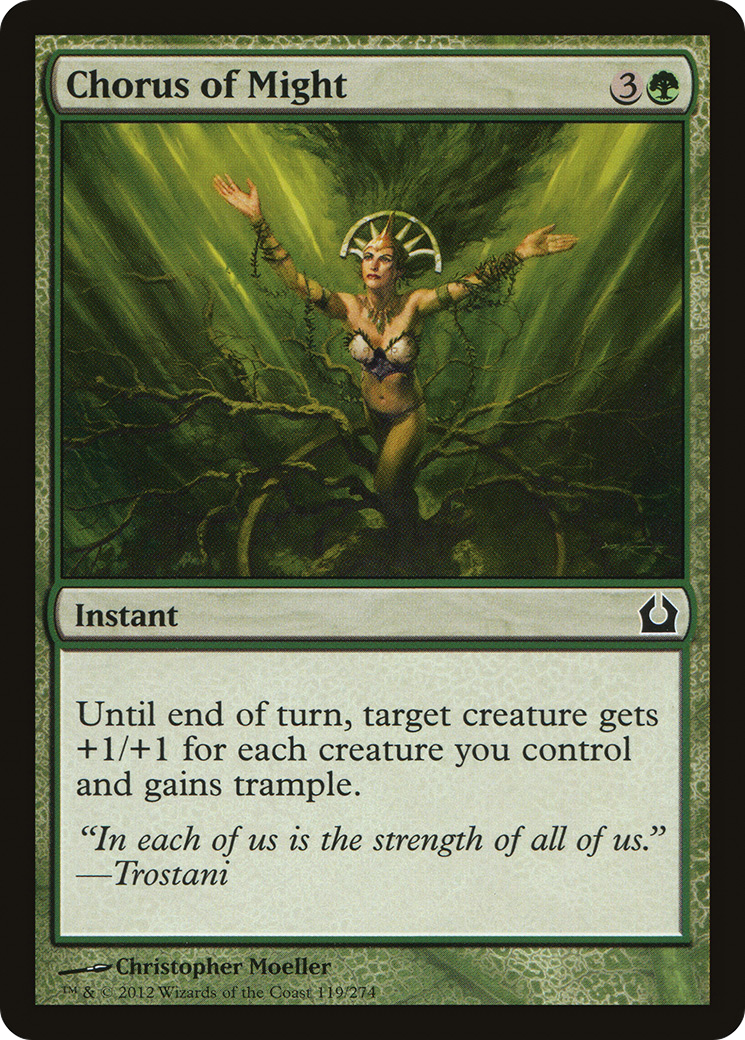 Chorus of Might 3
Instant
Until end of turn, target creature gets
+1/+1 for each creature you control
and gains trample.
“In each of us is the strength of all of us.”
—Trostani
Christopher Moeller
™ & © 2012 Wizards of the Coast 119/274